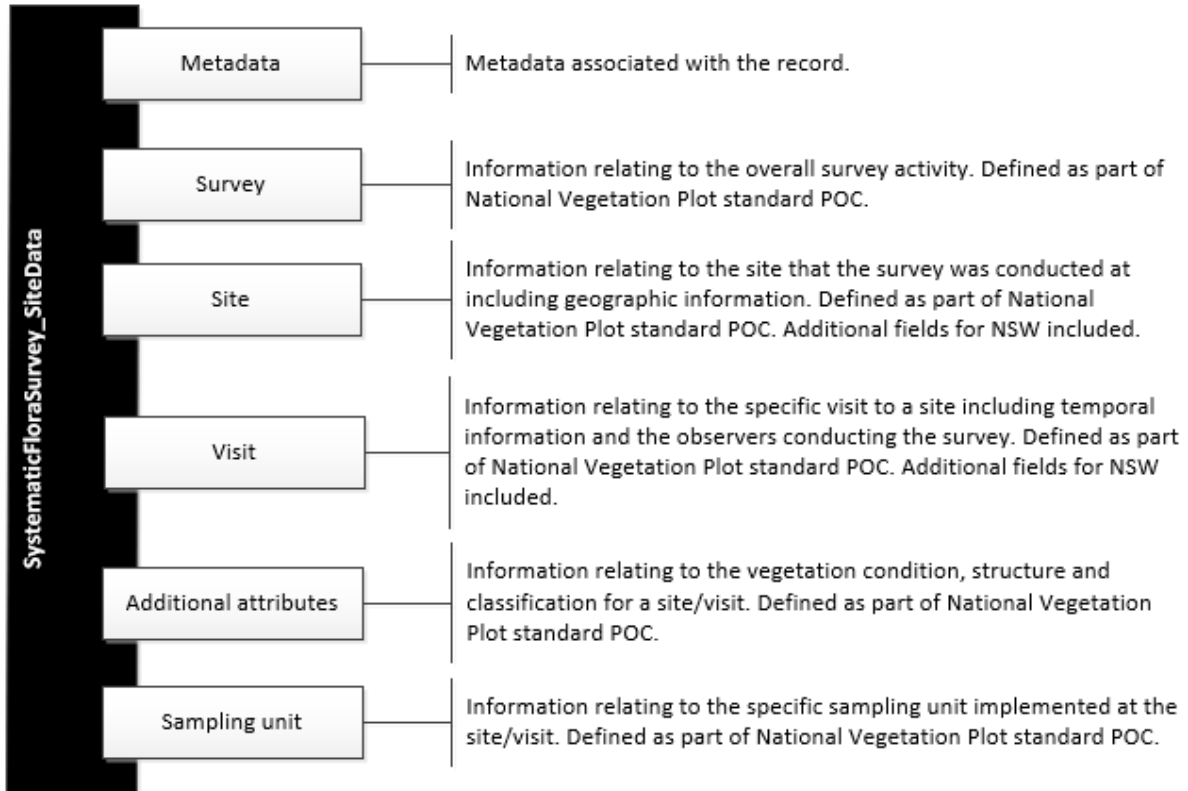 SystematicFloraSurvey_SiteData
Metadata
Metadata associated with the record.
Survey
Information relating to the overall survey activity. Defined as part of
National Vegetation Plot standard POC.
Site
Information relating to the site that the survey was conducted at
including geographic information. Defined as part of National
Vegetation Plot standard POC. Additional fields for NSW included.
Visit
Information relating to the specific visit to a site including temporal
information and the observers conducting the survey. Defined as part
of National Vegetation Plot standard POC. Additional fields for NSW
included.
Additional attributes
Information relating to the vegetation condition, structure and
classification for a site/visit. Defined as part of National Vegetation
Plot standard POC.
Sampling unit
Information relating to the specific sampling unit implemented at the
site/visit. Defined as part of National Vegetation Plot standard POC.